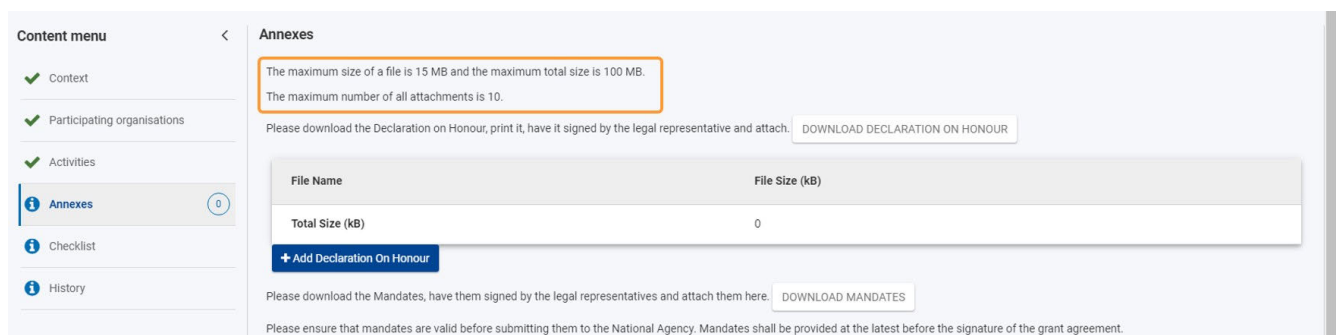 Content menu
Annexes
The maximum size of a file is 15 MB and the maximum total size is 100 MB.
The maximum number of all attachments is 10.
Context
Participating organisations
Activities
Annexes 0
Checklist
History
Please download the Declaration on Honour, print it, have it signed by the legal representative and attach. DOWNLOAD DECLARATION ON HONOUR
File Name File Size (kB)
Total Size (kB) 0
+ Add Declaration On Honour
Please download the Mandates, have them signed by the legal representatives and attach them here. DOWNLOAD MANDATES
Please ensure that mandates are valid before submitting them to the National Agency. Mandates shall be provided at the latest before the signature of the grant agreement.